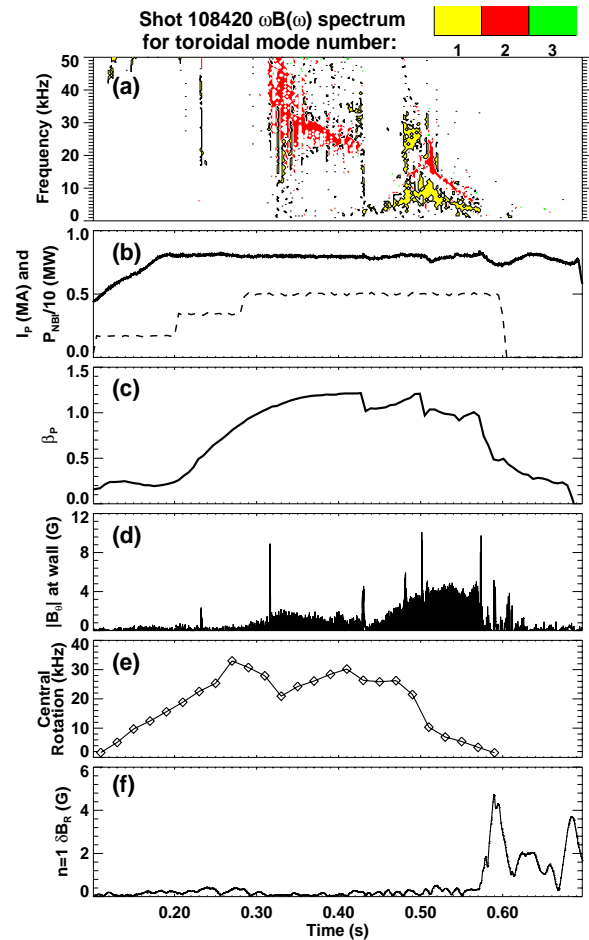 Shot 108420 ωB(ω) spectrum
for toroidal mode number:
1 2 3
(a)
Frequency (kHz)
50
40
30
20
10
0
(b)
I_P (MA) and
P_NBI/10 (MW)
1.0
0.5
0.0
(c)
β_P
1.5
1.0
0.5
0.0
(d)
|B_θ| at wall (G)
12
8
4
0
(e)
Central
Rotation (kHz)
40
30
20
10
0
(f)
n=1 δB_R (G)
6
4
2
0
0.20 0.30 0.40 0.50 0.60
Time (s)